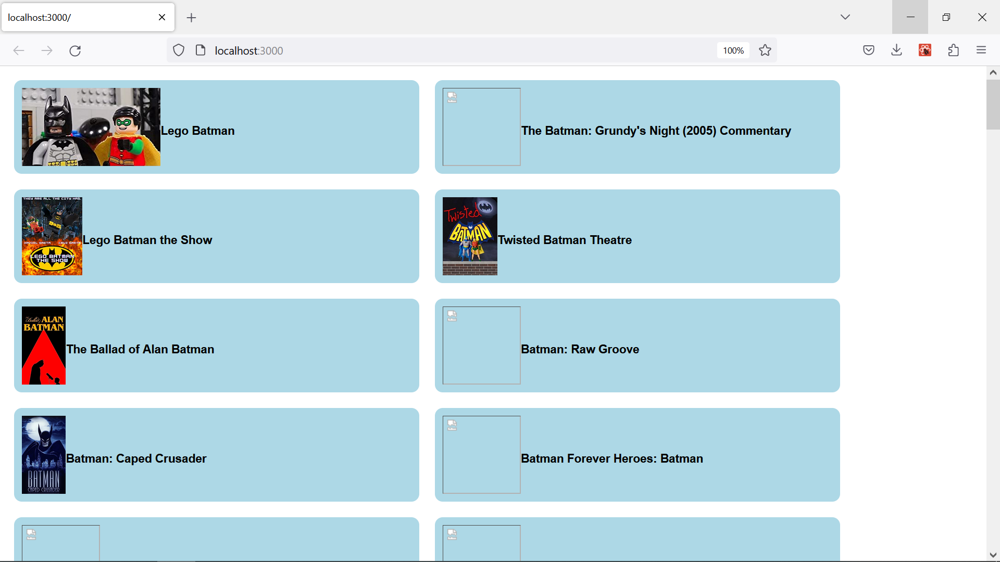 localhost:3000/
localhost:3000
100%
Lego Batman
The Batman: Grundy's Night (2005) Commentary
THEY ARE ALL THE CITY HAS.
XAVIEL GAETA CRUZ GAETA
LEGO BATMAN
THE SHOW
Lego Batman the Show
Twisted
BATMAN
Twisted Batman Theatre
Ballad
ALAN
BATMAN
The Ballad of Alan Batman
Batman: Raw Groove
BATMAN
CAPED CRUSADER
Batman: Caped Crusader
Batman Forever Heroes: Batman